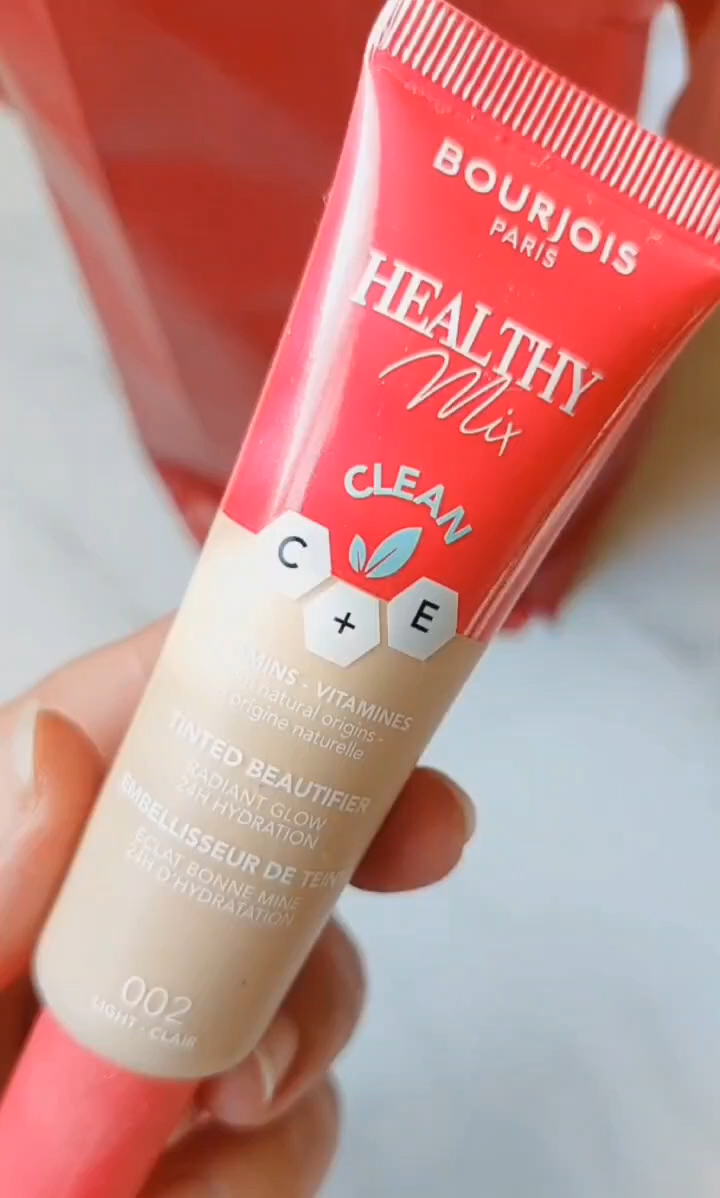 BOURJOIS
PARIS
HEALTHY
Mix
CLEAN
C + E
- VITAMINES
natural origins -
origine naturelle
TINTED BEAUTIFIER
RADIANT GLOW
24H HYDRATION
EMBELLISSEUR DE TEINT
ÉCLAT BONNE MINE
24H D'HYDRATATION
002
LIGHT - CLAIR